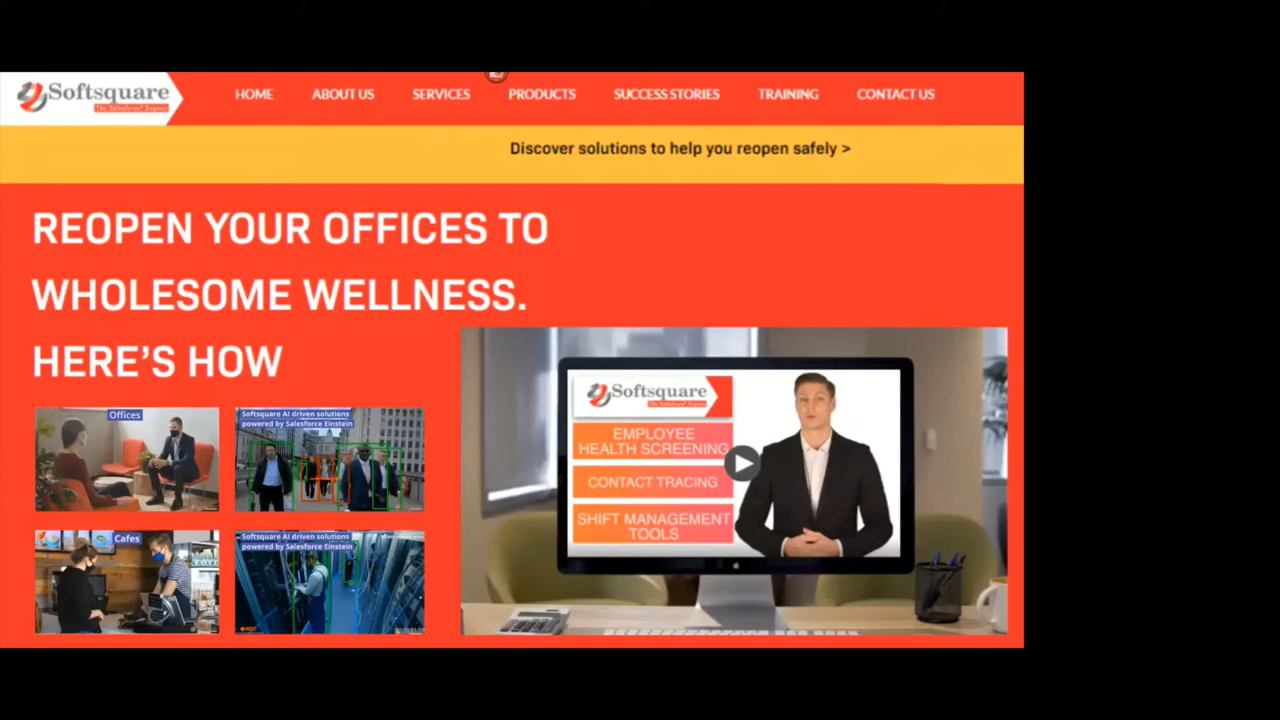 Softsquare
The Salesforce® Experts
HOME ABOUT US SERVICES PRODUCTS SUCCESS STORIES TRAINING CONTACT US
Discover solutions to help you reopen safely >
REOPEN YOUR OFFICES TO
WHOLESOME WELLNESS.
HERE’S HOW
Offices
Softsquare AI driven solutions
powered by Salesforce Einstein
Cafes
Softsquare AI driven solutions
powered by Salesforce Einstein
REC
Softsquare
The Salesforce® Experts
EMPLOYEE
HEALTH SCREENING
CONTACT TRACING
SHIFT MANAGEMENT
TOOLS